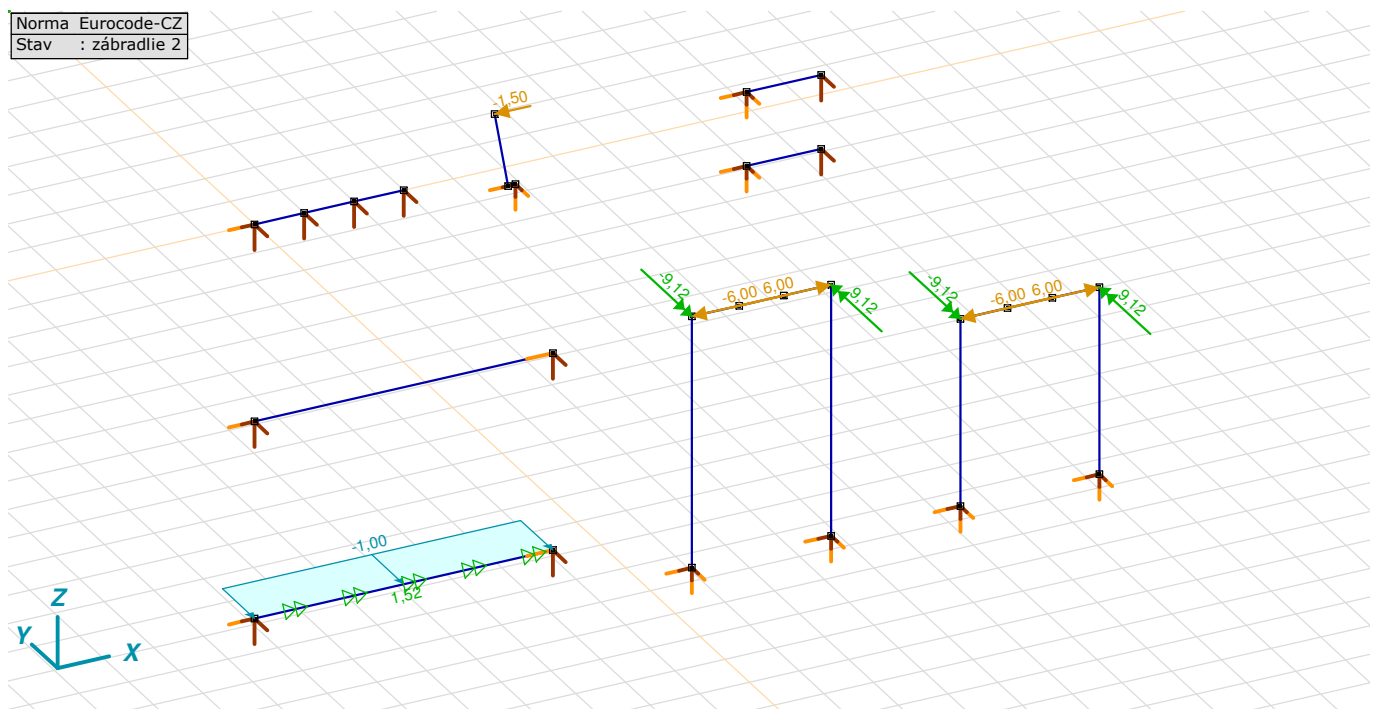 Norma Eurocode-CZ
Stav : zábradlie 2
-1,50
-9,12
-6,00 6,00
-9,12
-9,12
-6,00 6,00
-9,12
-1,00
1,52
Z
Y
X